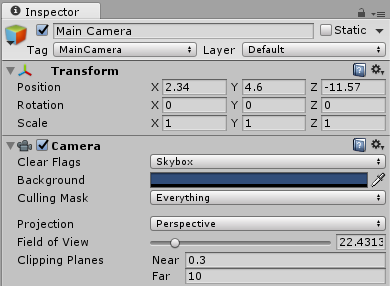 Inspector
Main Camera Static
Tag MainCamera Layer Default
Transform
Position X 2.34 Y 4.6 Z -11.57
Rotation X 0 Y 0 Z 0
Scale X 1 Y 1 Z 1
Camera
Clear Flags Skybox
Background
Culling Mask Everything
Projection Perspective
Field of View 22.4313
Clipping Planes Near 0.3
Far 10